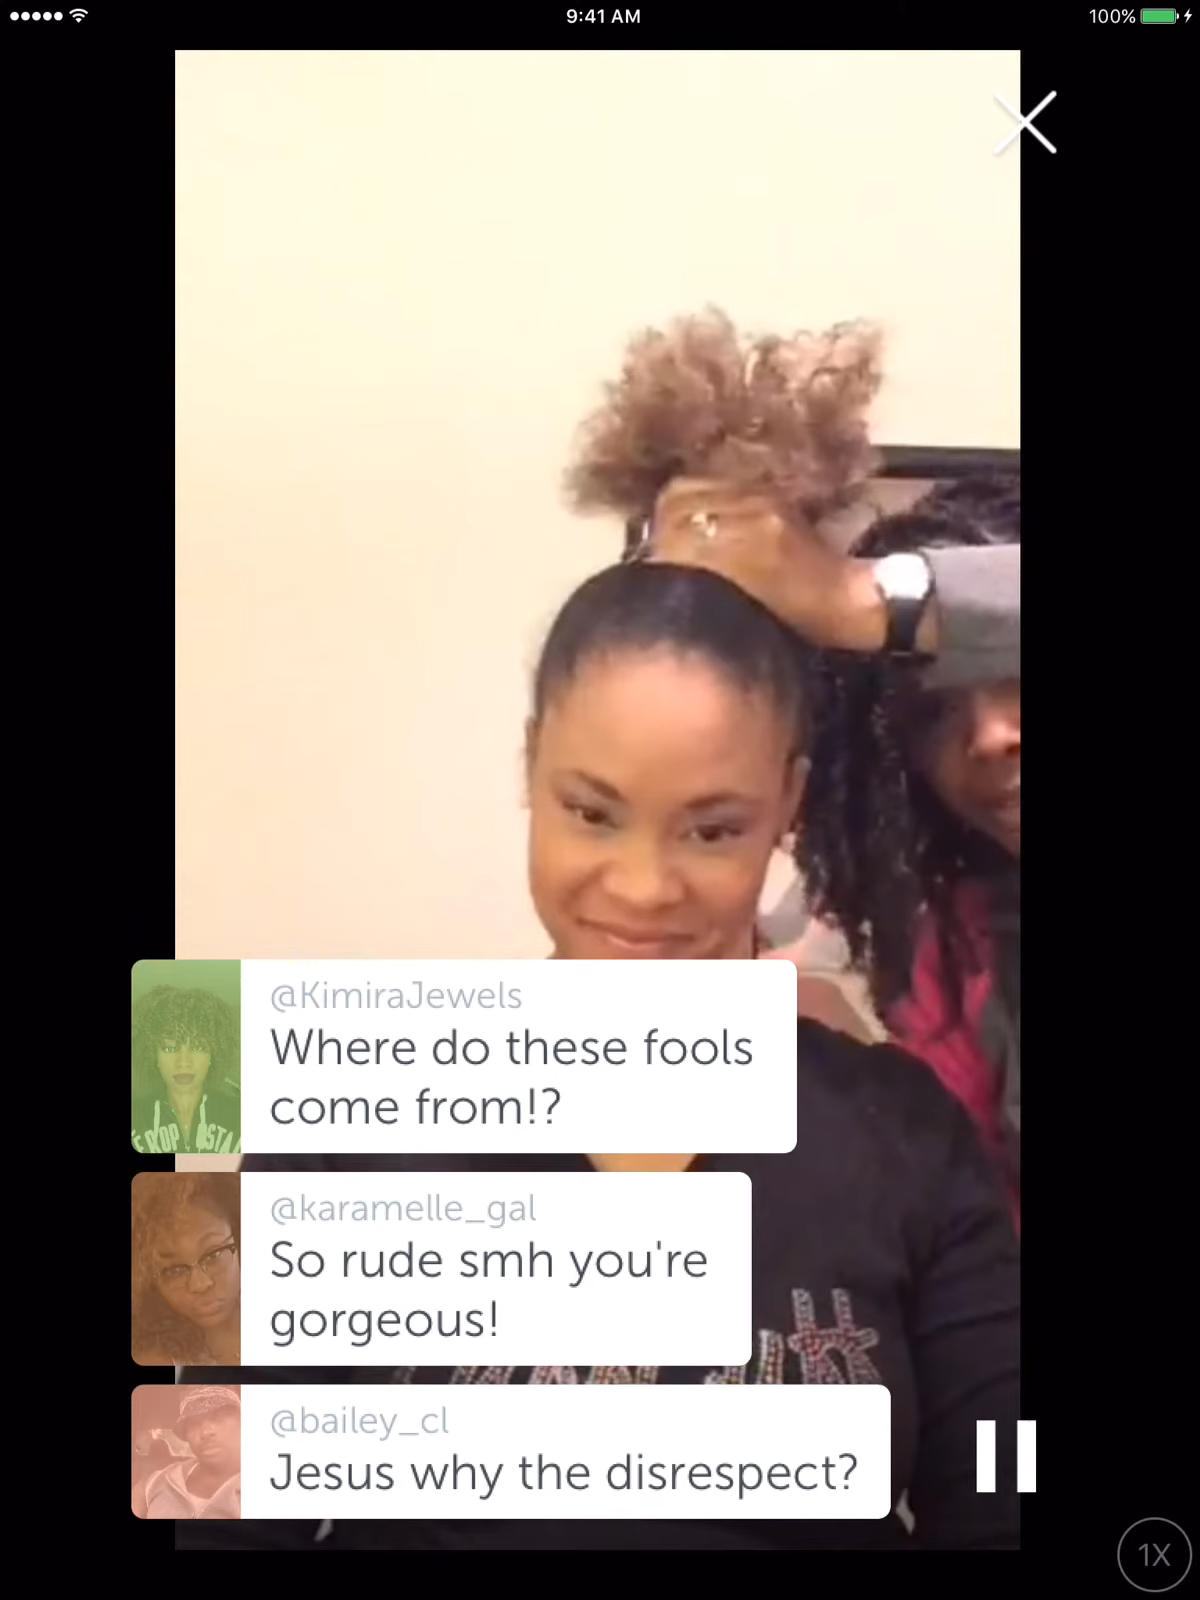 9:41 AM
100%
@KimiraJewels
Where do these fools
come from!?
@karamelle_gal
So rude smh you're
gorgeous!
@bailey_cl
Jesus why the disrespect?
1X